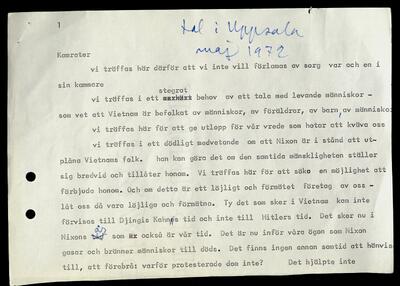 1
tal i Uppsala
maj 1972
Kamrater
vi träffas här därför att vi inte vill förlamas av sorg var och en i
sin kammare
stegrat
vi träffas i ett behov av att tala med levande människor -
som vet att Vietnam är befolkat av människor, av föräldrar, av barn, av människor
vi träffas här för att ge utlopp för vår vrede som hotar att kväva oss
vi träffas i ett dödligt medvetande om att Nixon är i stånd att ut-
plåna Vietnams folk. han kan göra det om den samtida mänskligheten ställer
sig bredvid och tillåter honom. Vi träffas här för att söka en möjlighet att
förbjuda honom. Och om detta är ett löjligt och förmätet företag av oss -
låt oss då vara löjliga och förmätna. Ty det som sker i Vietnam kan inte
förvises till Djingis Kahns tid och inte till Hitlers tid. Det sker nu i
Nixons som också är vår tid. Det är nu inför våra ögon som Nixon
gasar och bränner människor till döds. Det finns ingen annan samtid att hänvisa
till, att förebrå: varför protesterade dom inte? Det hjälpte inte